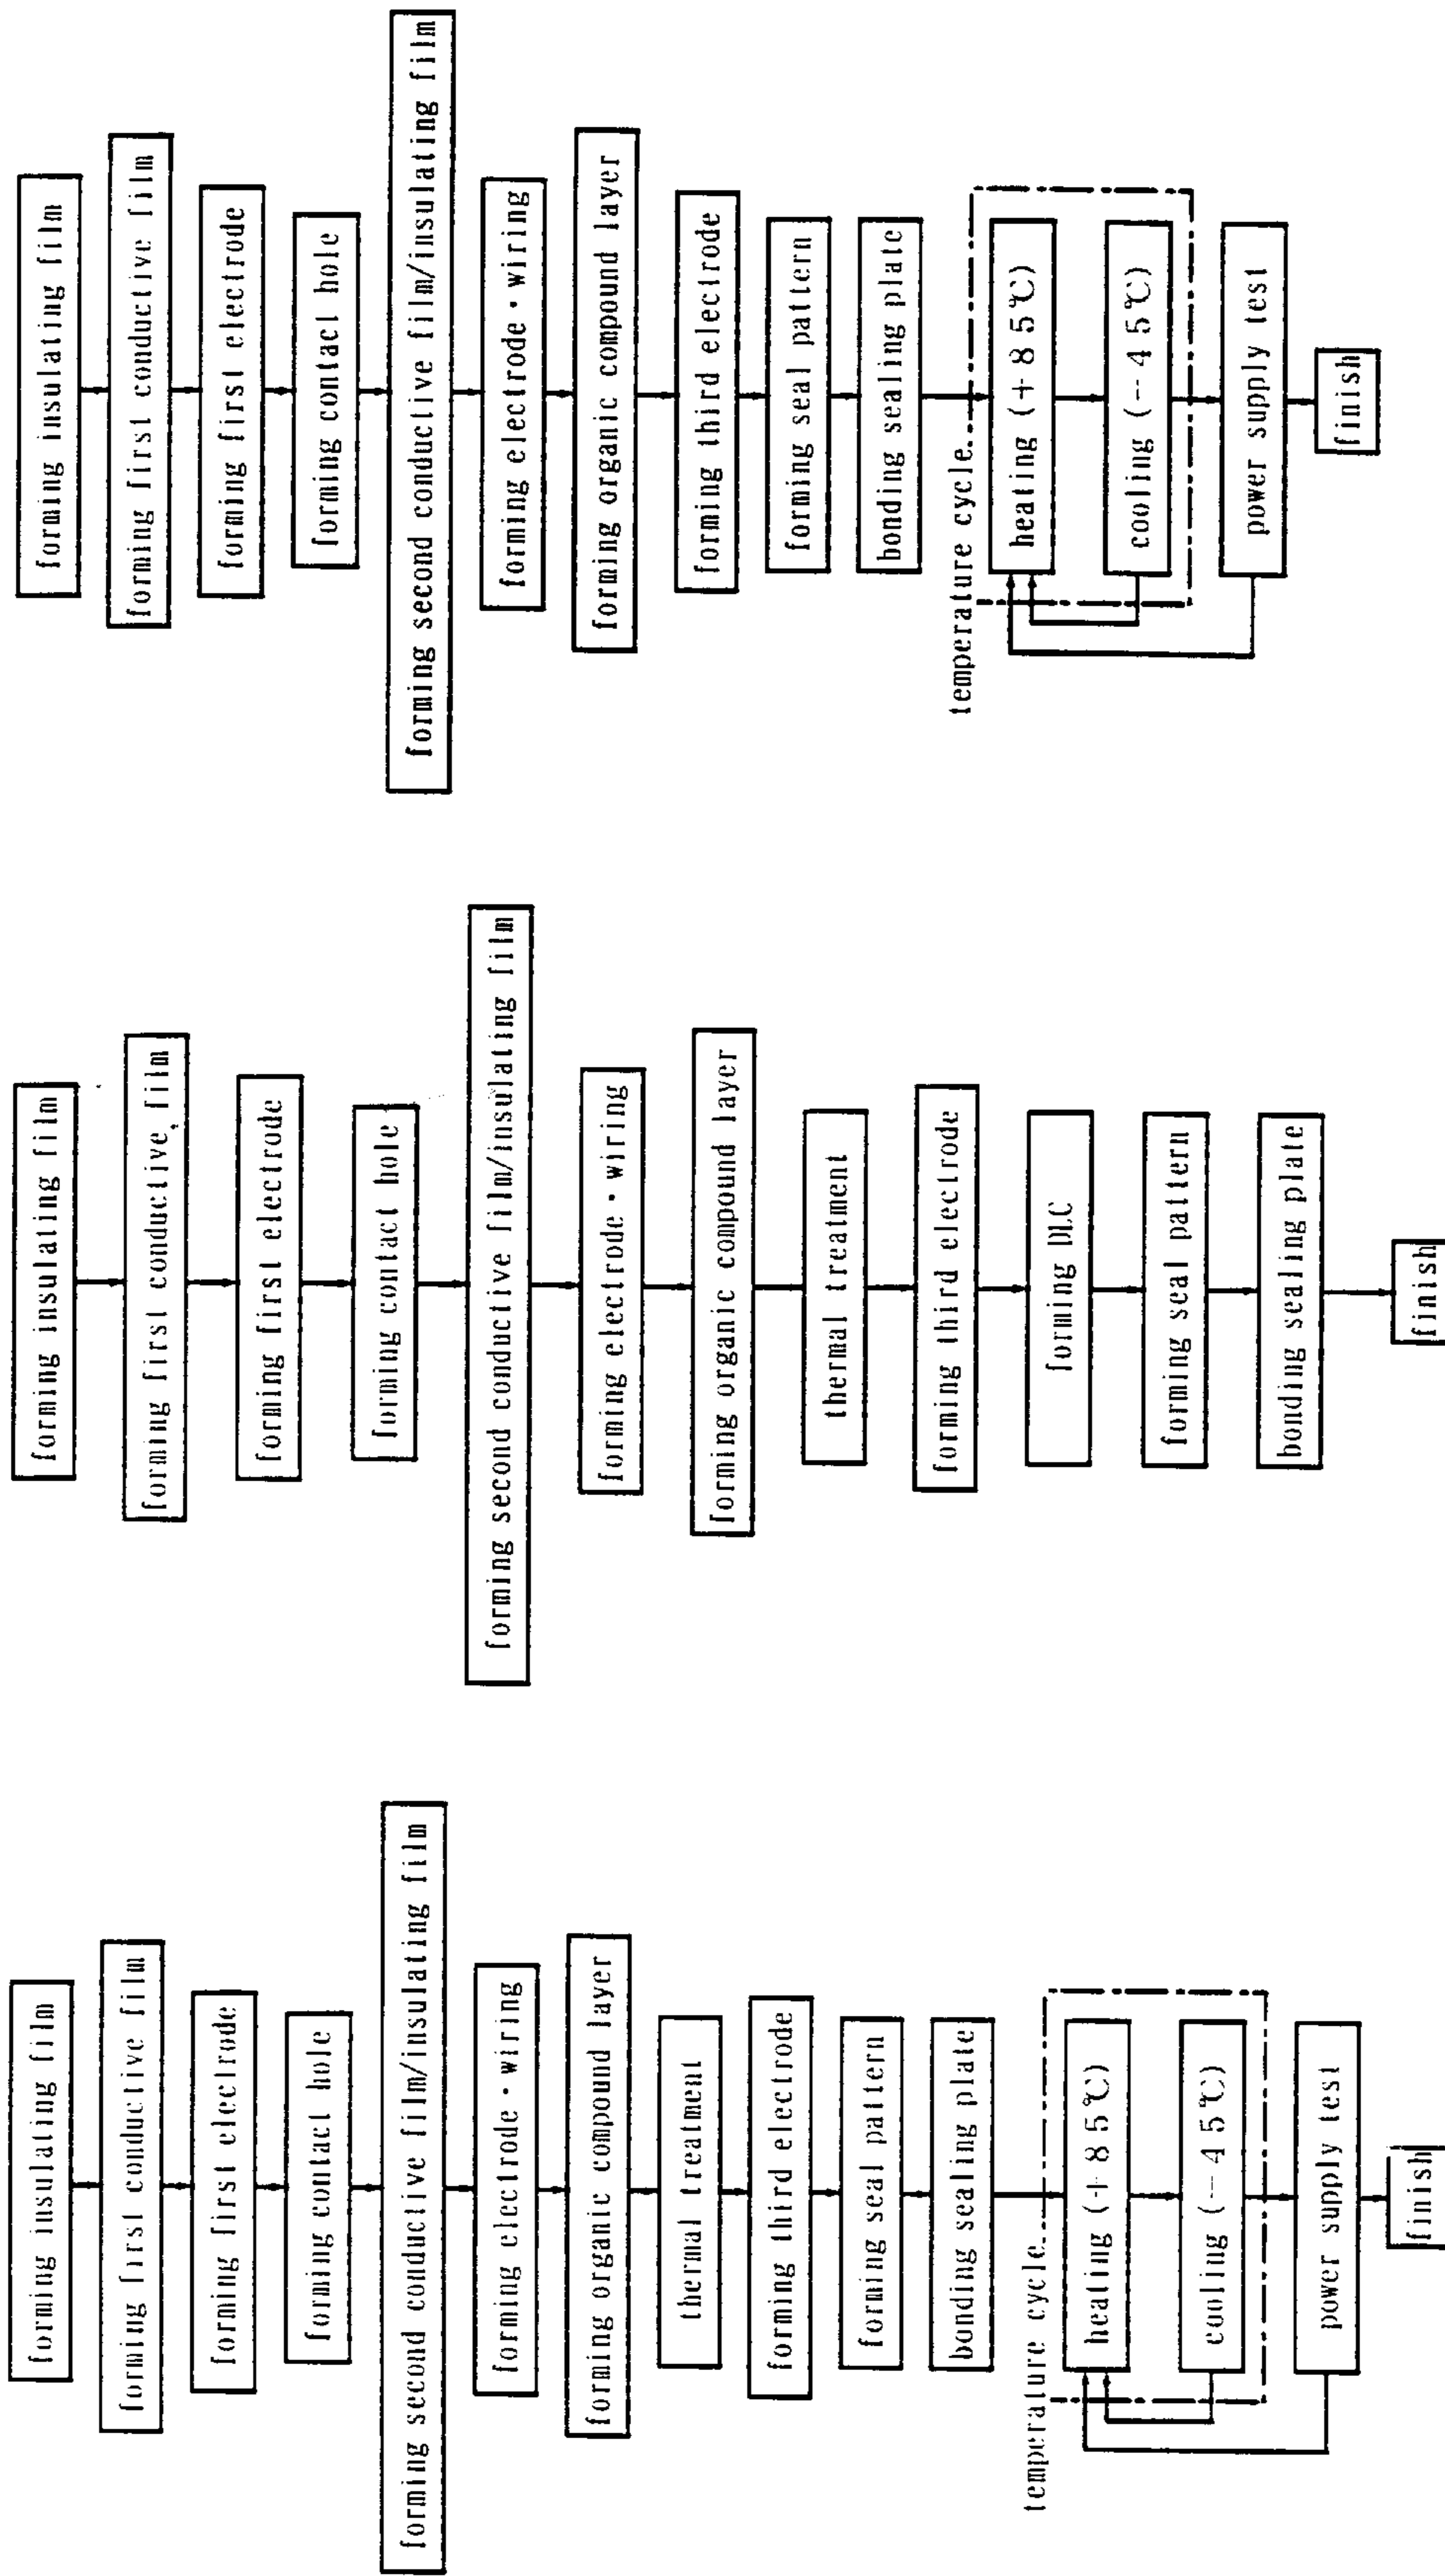 forming insulating film
forming first conductive film
forming first electrode
forming contact hole
forming second conductive film/insulating film
forming electrode・wiring
forming organic compound layer
thermal treatment
forming third electrode
forming seal pattern
bonding sealing plate
temperature cycle
heating (+85℃)
cooling (−45℃)
power supply test
finish
forming insulating film
forming first conductive film
forming first electrode
forming contact hole
forming second conductive film/insulating film
forming electrode・wiring
forming organic compound layer
thermal treatment
forming third electrode
forming DLC
forming seal pattern
bonding sealing plate
finish
forming insulating film
forming first conductive film
forming first electrode
forming contact hole
forming second conductive film/insulating film
forming electrode・wiring
forming organic compound layer
forming third electrode
forming seal pattern
bonding sealing plate
temperature cycle
heating (+85℃)
cooling (−45℃)
power supply test
finish